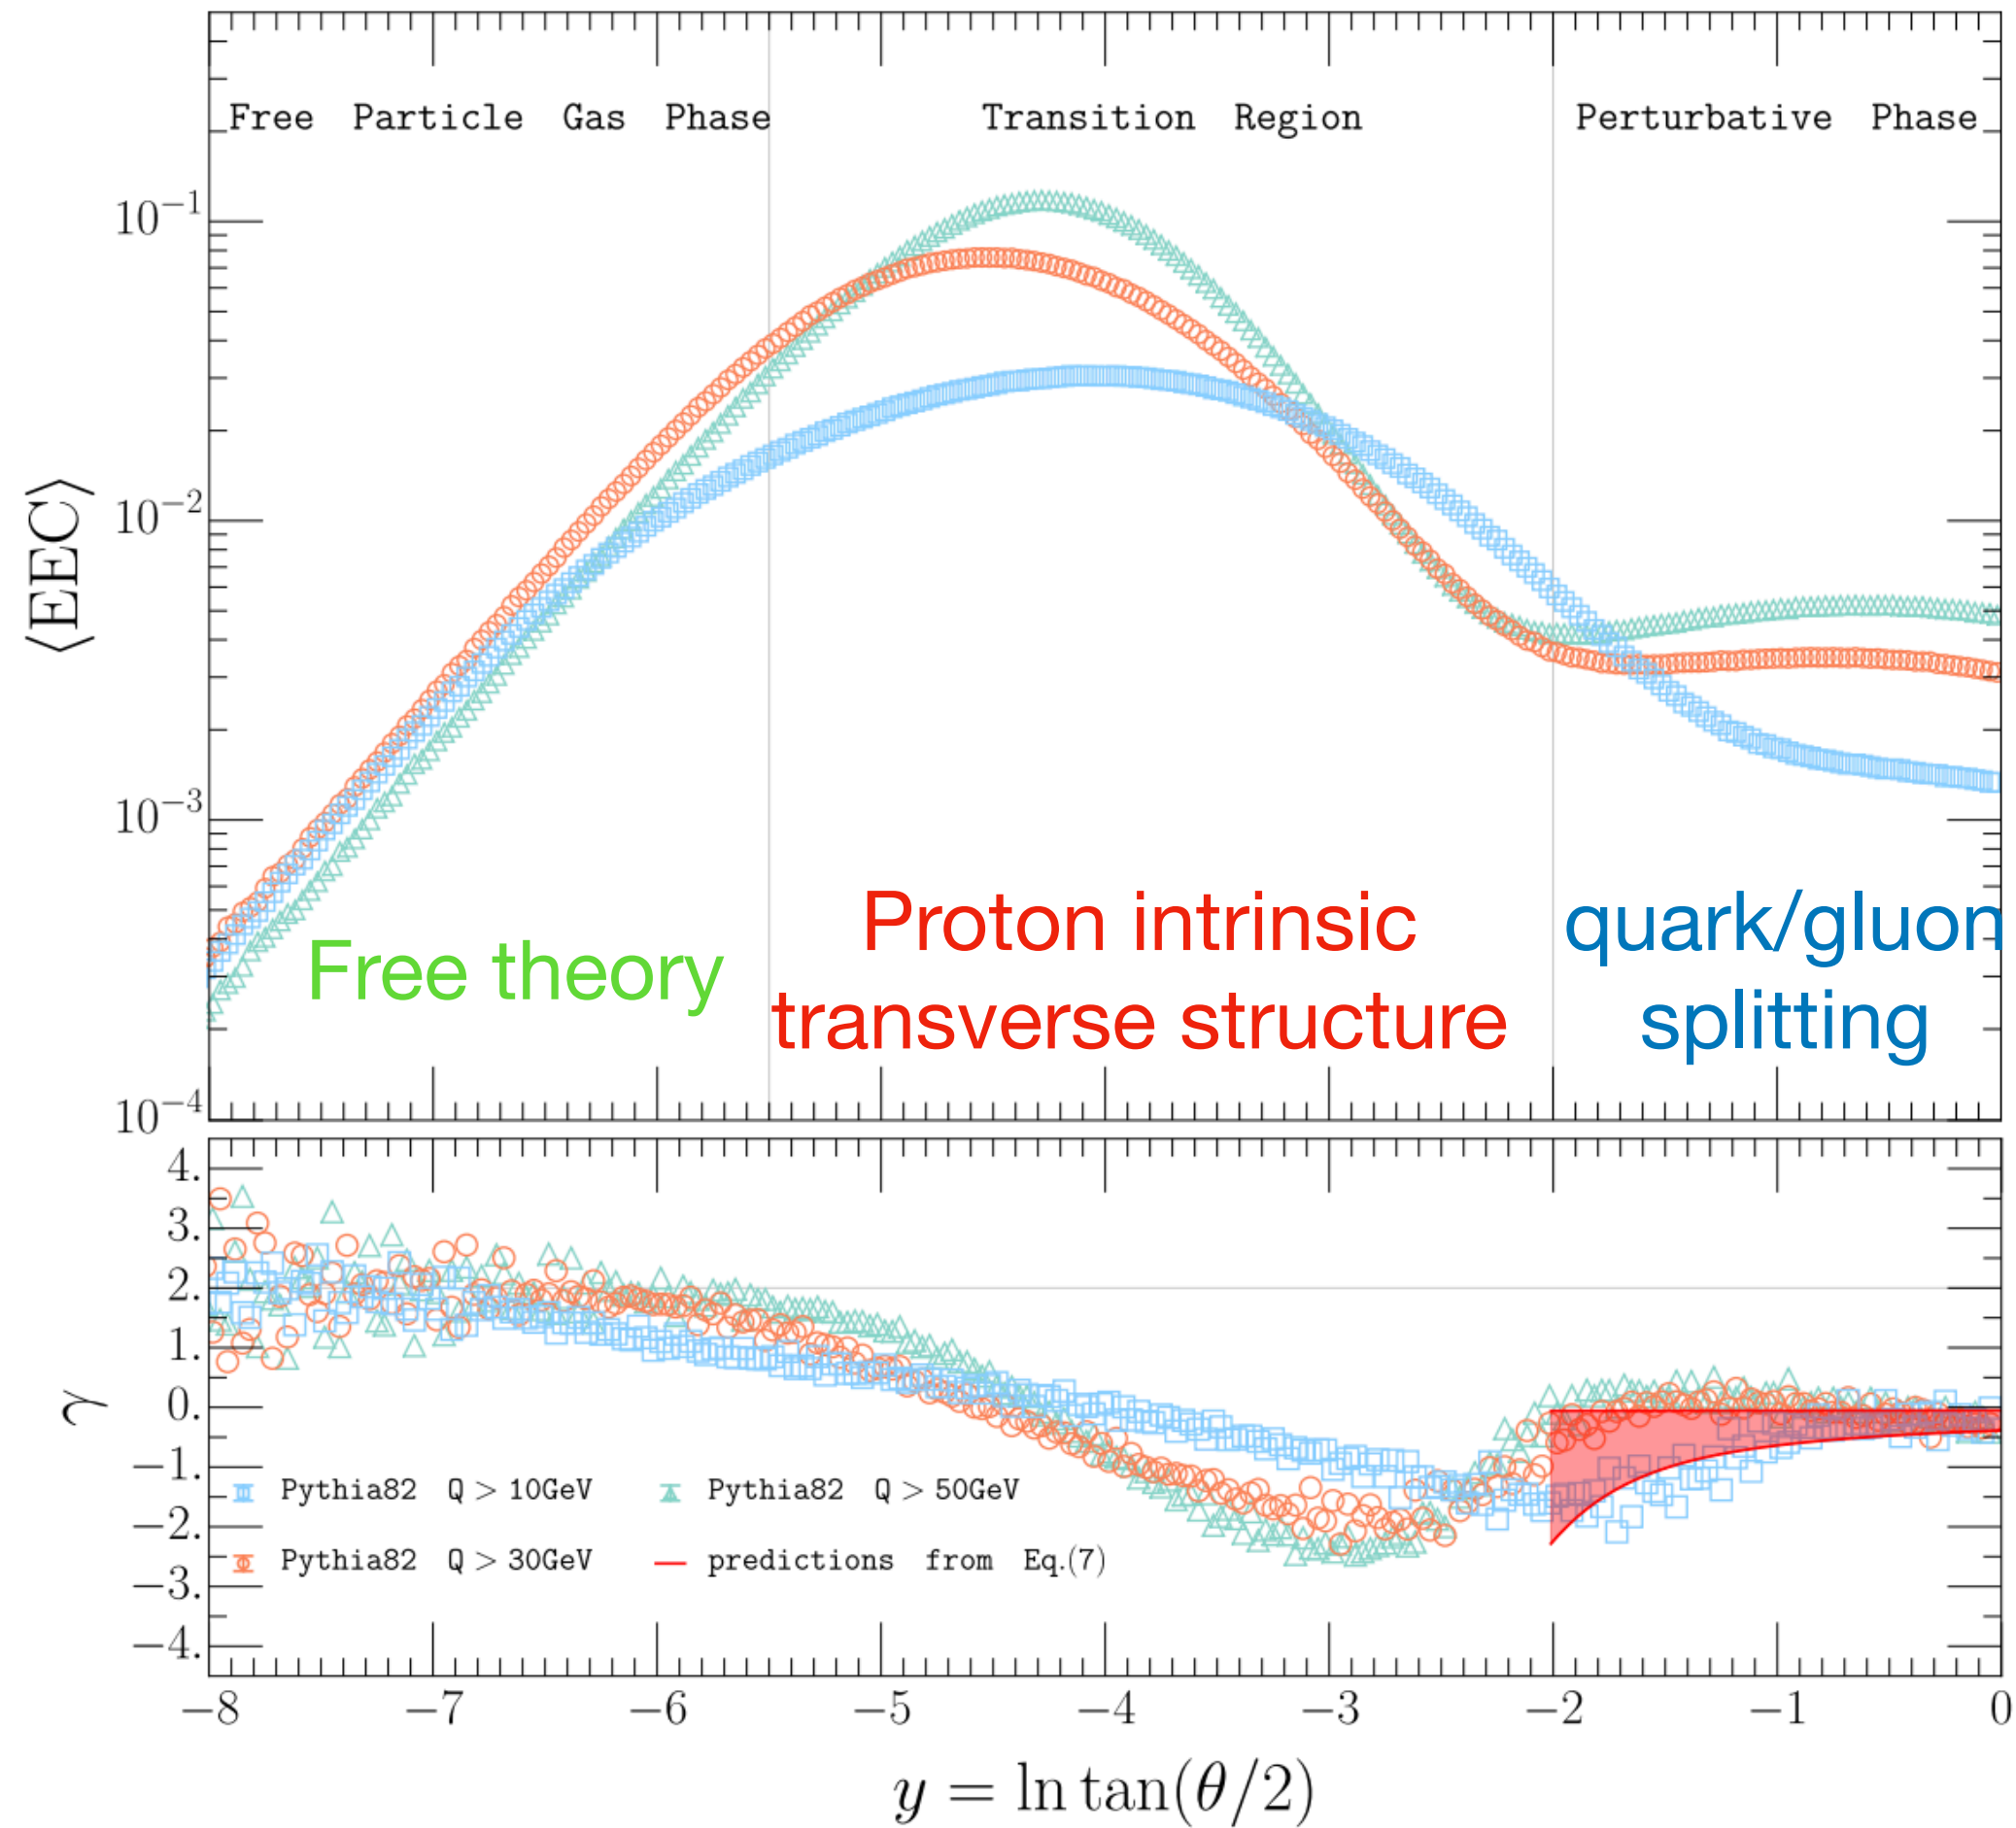 Free Particle Gas Phase Transition Region Perturbative Phase
10⁻¹
10⁻²
⟨EEC⟩
10⁻³
Proton intrinsic
transverse structure
quark/gluon
splitting
Free theory
10⁻⁴
4.
3.
2.
1.
0.
γ
−1.
−2.
−3.
−4.
Pythia82 Q > 10GeV
Pythia82 Q > 50GeV
Pythia82 Q > 30GeV
predictions from Eq.(7)
−8 −7 −6 −5 −4 −3 −2 −1 0
y = ln tan(θ/2)